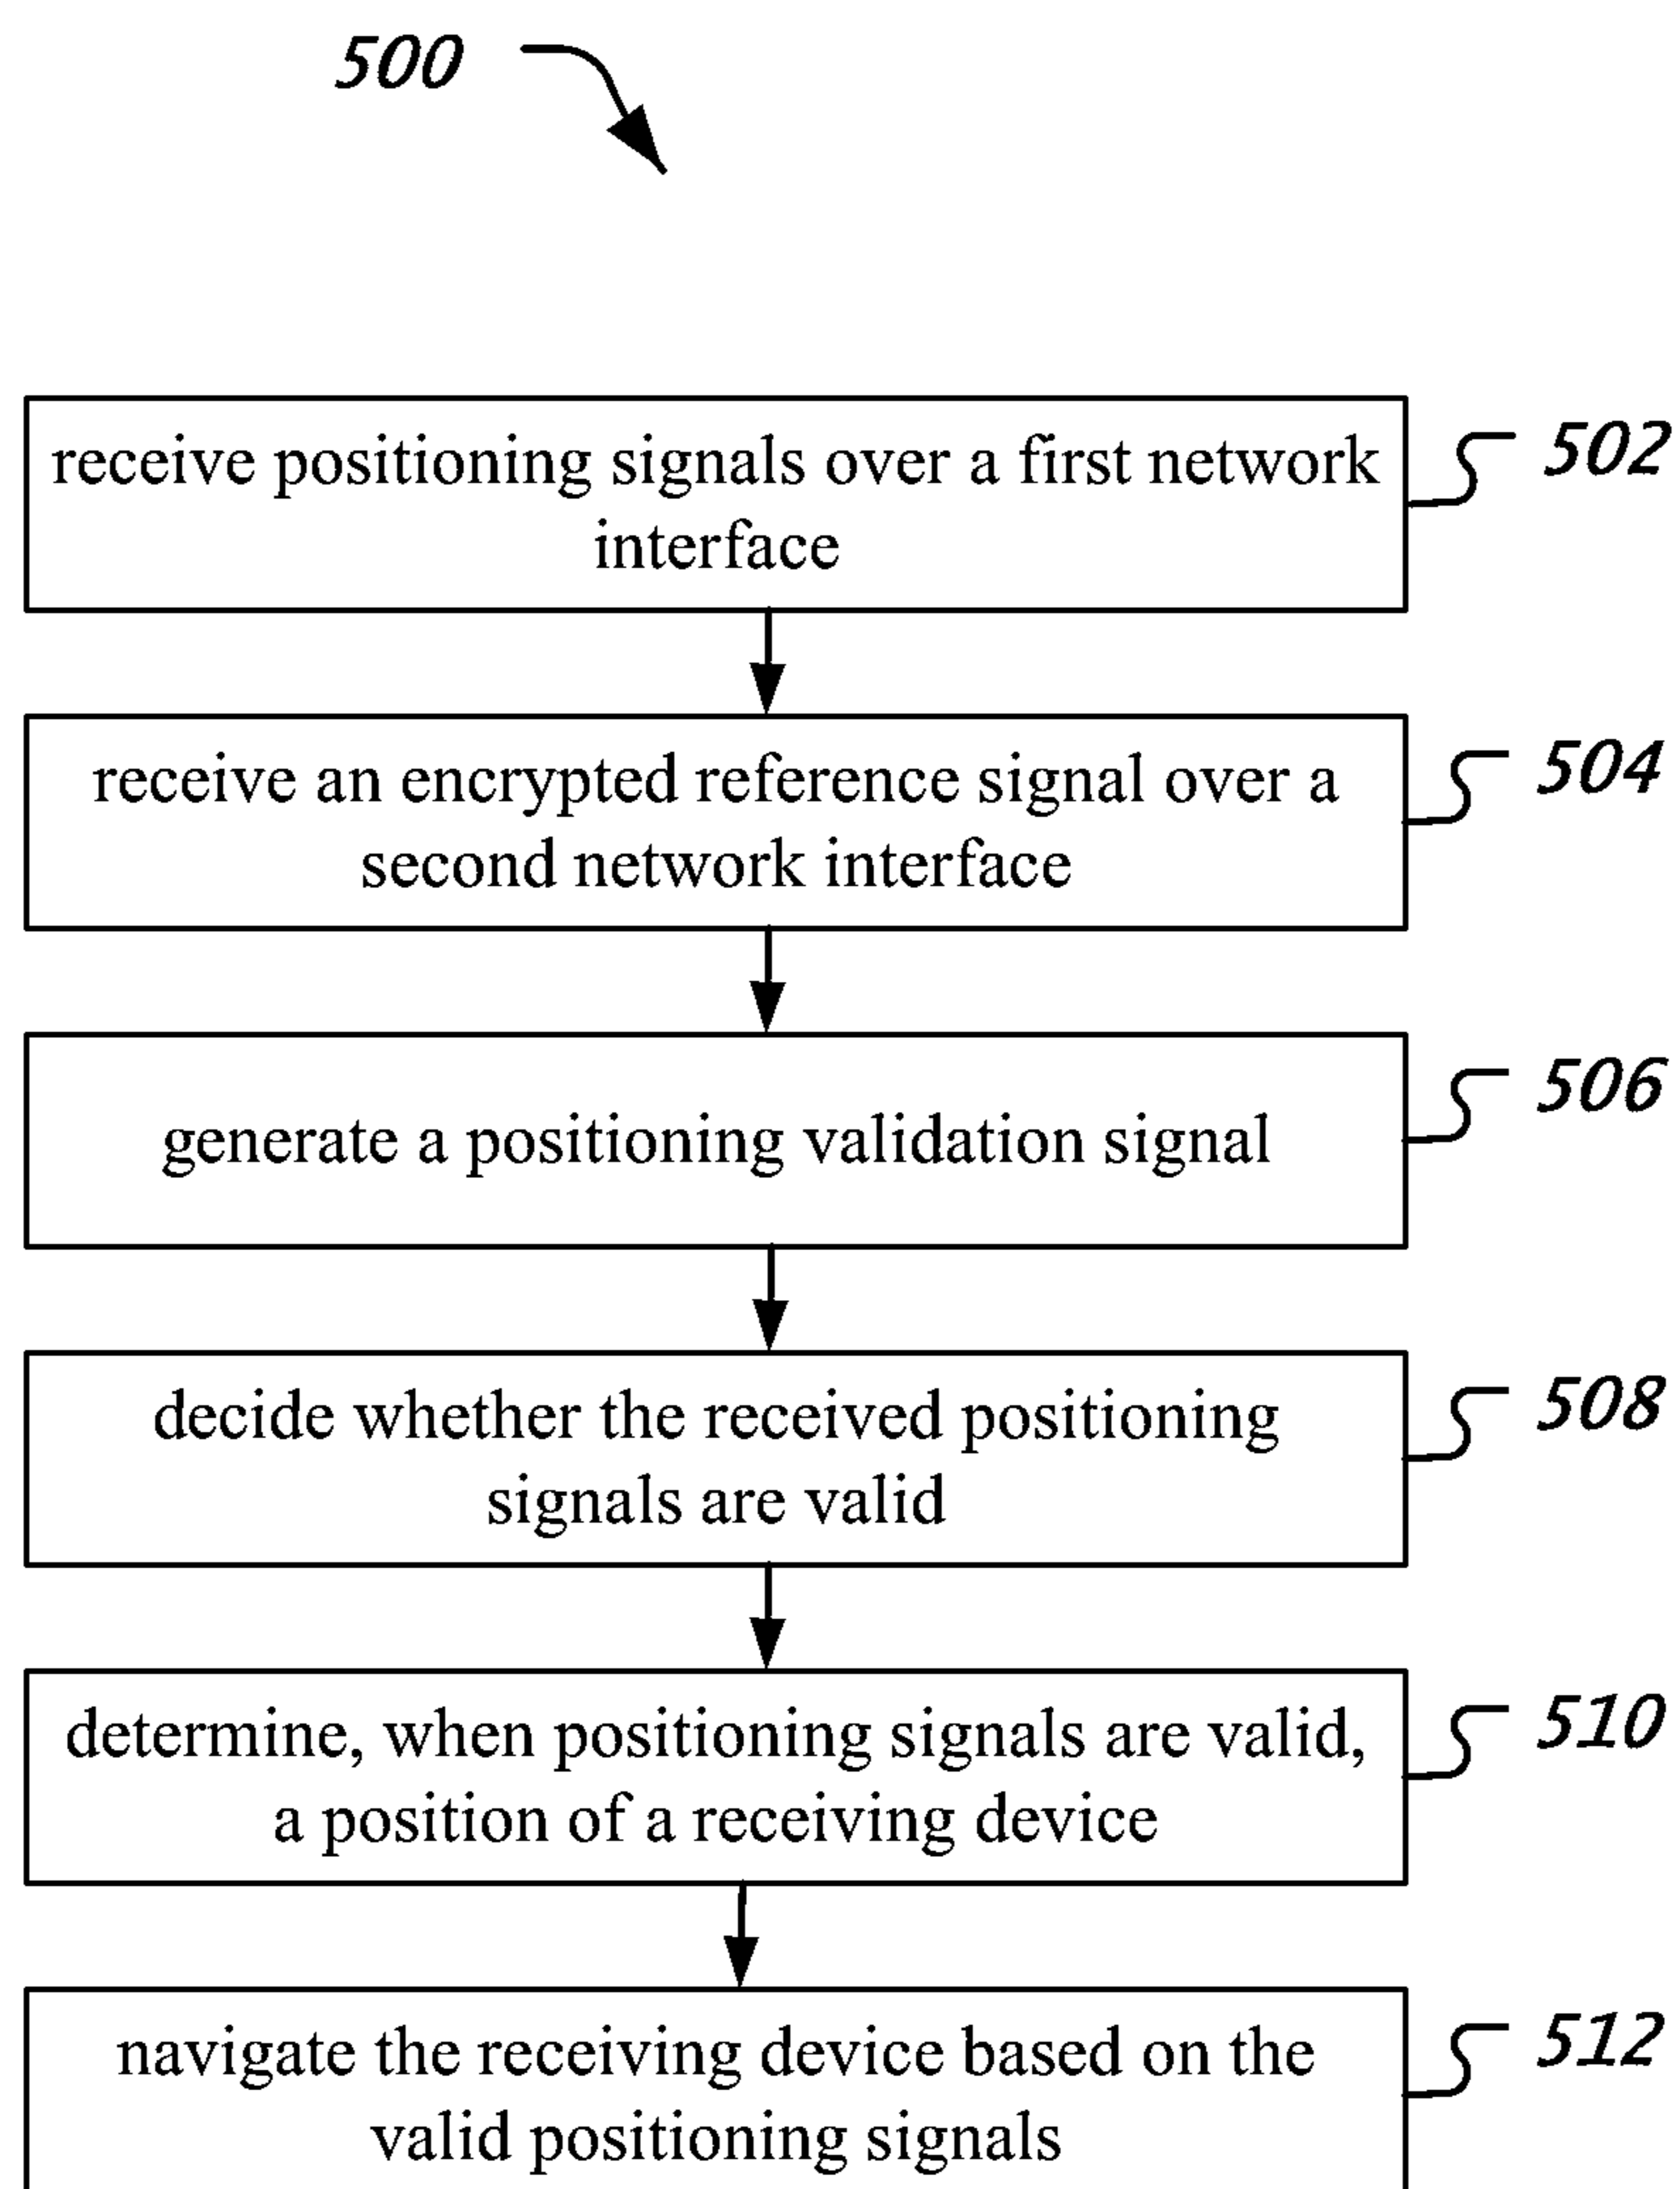 500
receive positioning signals over a first network
interface
502
receive an encrypted reference signal over a
second network interface
504
generate a positioning validation signal
506
decide whether the received positioning
signals are valid
508
determine, when positioning signals are valid,
a position of a receiving device
510
navigate the receiving device based on the
valid positioning signals
512